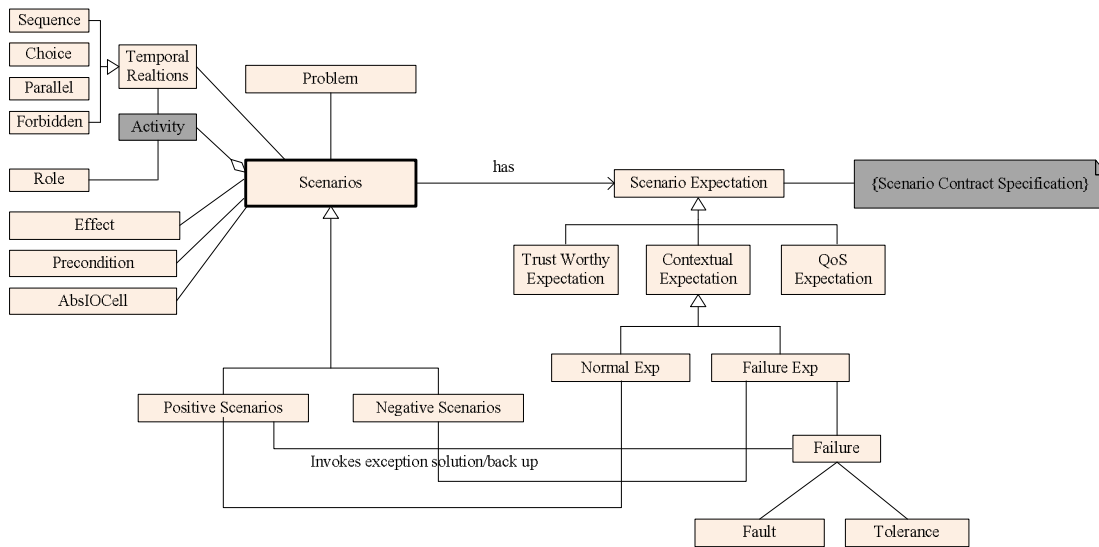 Sequence
Choice
Parallel
Forbidden
Temporal
Realtions
Activity
Role
Effect
Precondition
AbsIOCell
Problem
Scenarios
has
Scenario Expectation
{Scenario Contract Specification}
Trust Worthy
Expectation
Contextual
Expectation
QoS
Expectation
Normal Exp
Failure Exp
Positive Scenarios
Negative Scenarios
Invokes exception solution/back up
Failure
Fault
Tolerance